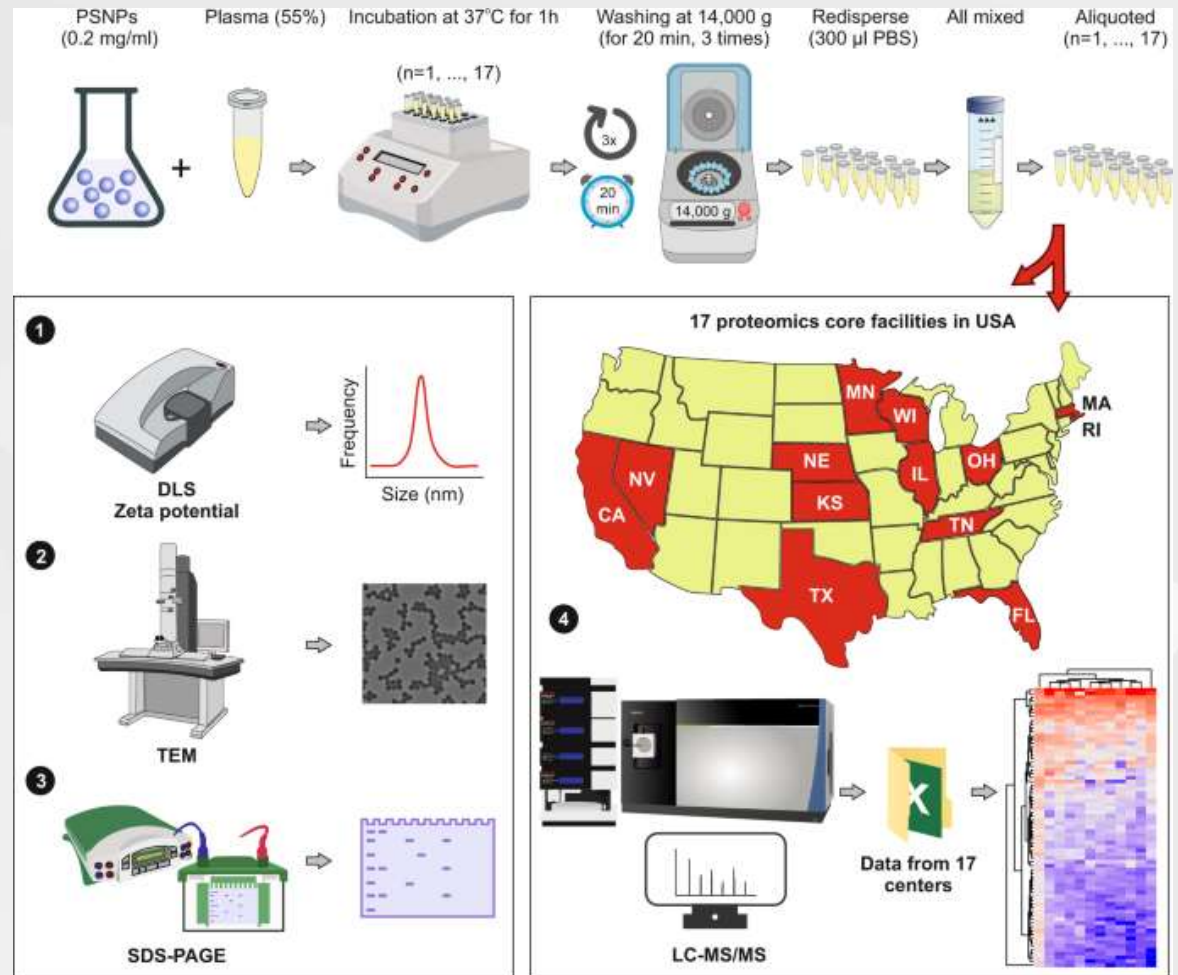 PSNPs
(0.2 mg/ml)
Plasma (55%)
Incubation at 37°C for 1h
(n=1, ..., 17)
Washing at 14,000 g
(for 20 min, 3 times)
Redisperse
(300 µl PBS)
All mixed
Aliquoted
(n=1, ..., 17)
+
3x
20
min
14,000 g
1
DLS
Zeta potential
Frequency
Size (nm)
2
TEM
3
SDS-PAGE
17 proteomics core facilities in USA
MN
WI
MA
RI
NE
IL
OH
NV
KS
CA
TN
TX
FL
4
X
Data from 17
centers
LC-MS/MS